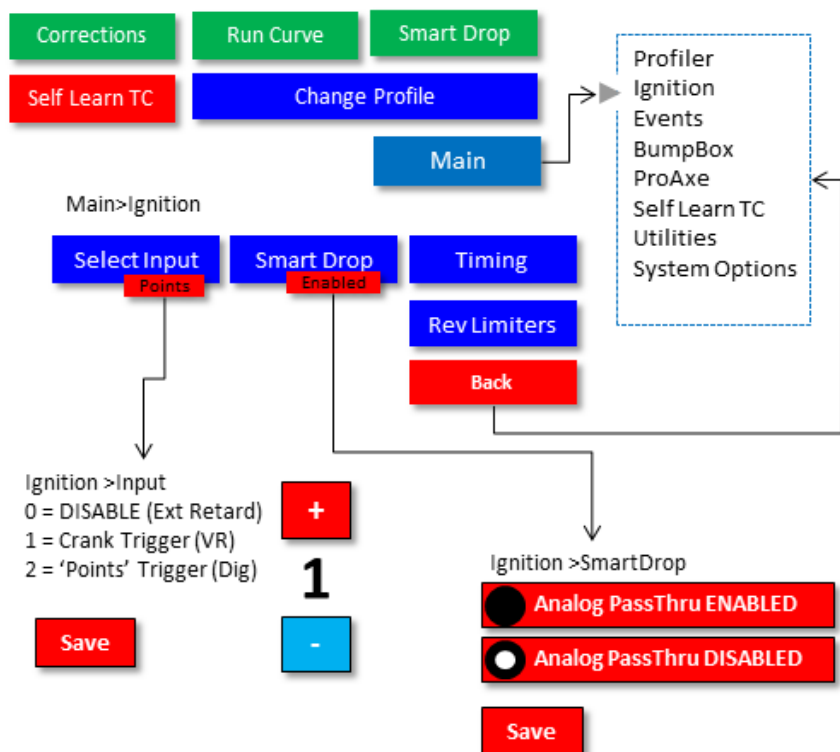 Corrections
Run Curve
Smart Drop
Self Learn TC
Change Profile
Main
Profiler
Ignition
Events
BumpBox
ProAxe
Self Learn TC
Utilities
System Options
Main>Ignition
Select Input
Points
Smart Drop
Enabled
Timing
Rev Limiters
Back
Ignition >Input
0 = DISABLE (Ext Retard)
1 = Crank Trigger (VR)
2 = ‘Points’ Trigger (Dig)
Save
+
1
-
Ignition >SmartDrop
Analog PassThru ENABLED
Analog PassThru DISABLED
Save